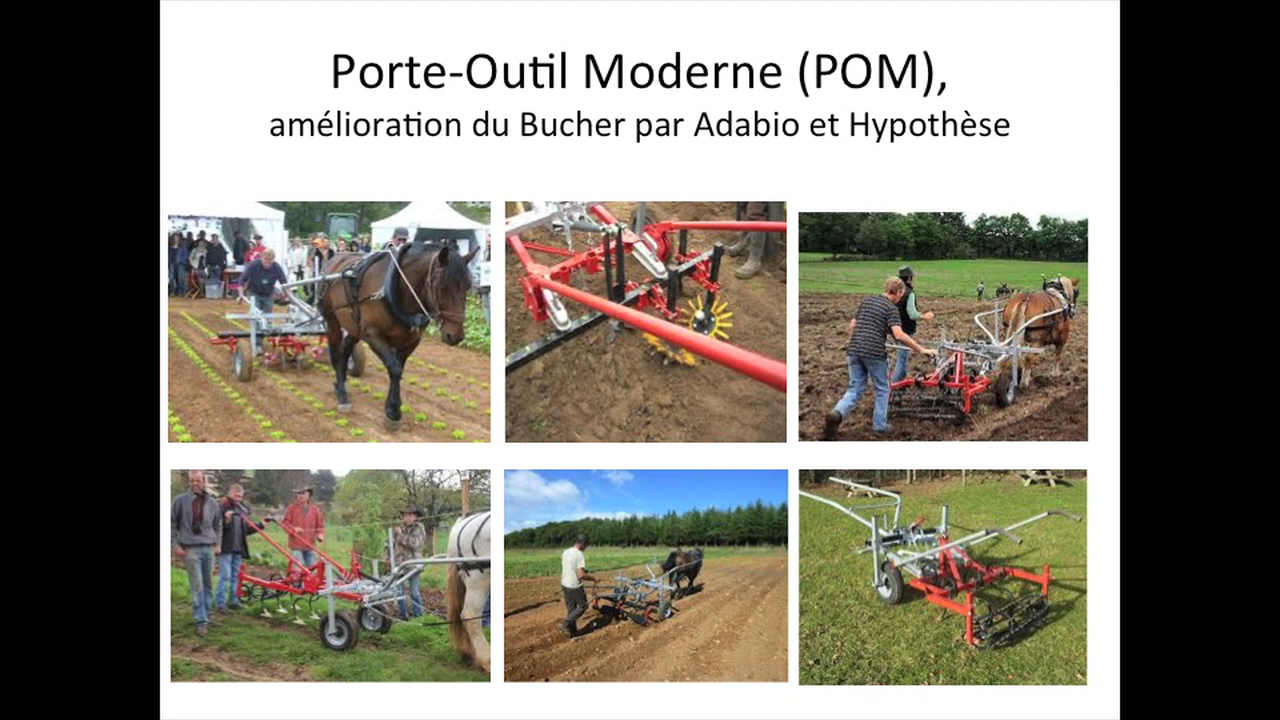 Porte-Outil Moderne (POM),
amélioration du Bucher par Adabio et Hypothèse